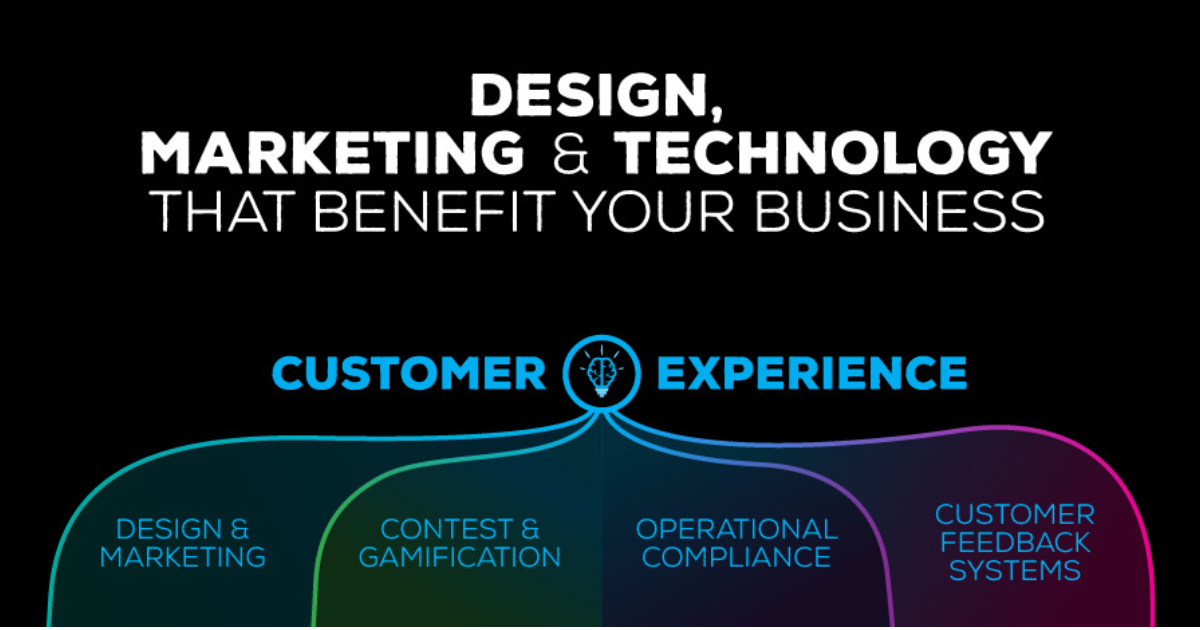 DESIGN,
MARKETING & TECHNOLOGY
THAT BENEFIT YOUR BUSINESS
CUSTOMER EXPERIENCE
DESIGN &
MARKETING
CONTEST &
GAMIFICATION
OPERATIONAL
COMPLIANCE
CUSTOMER
FEEDBACK
SYSTEMS